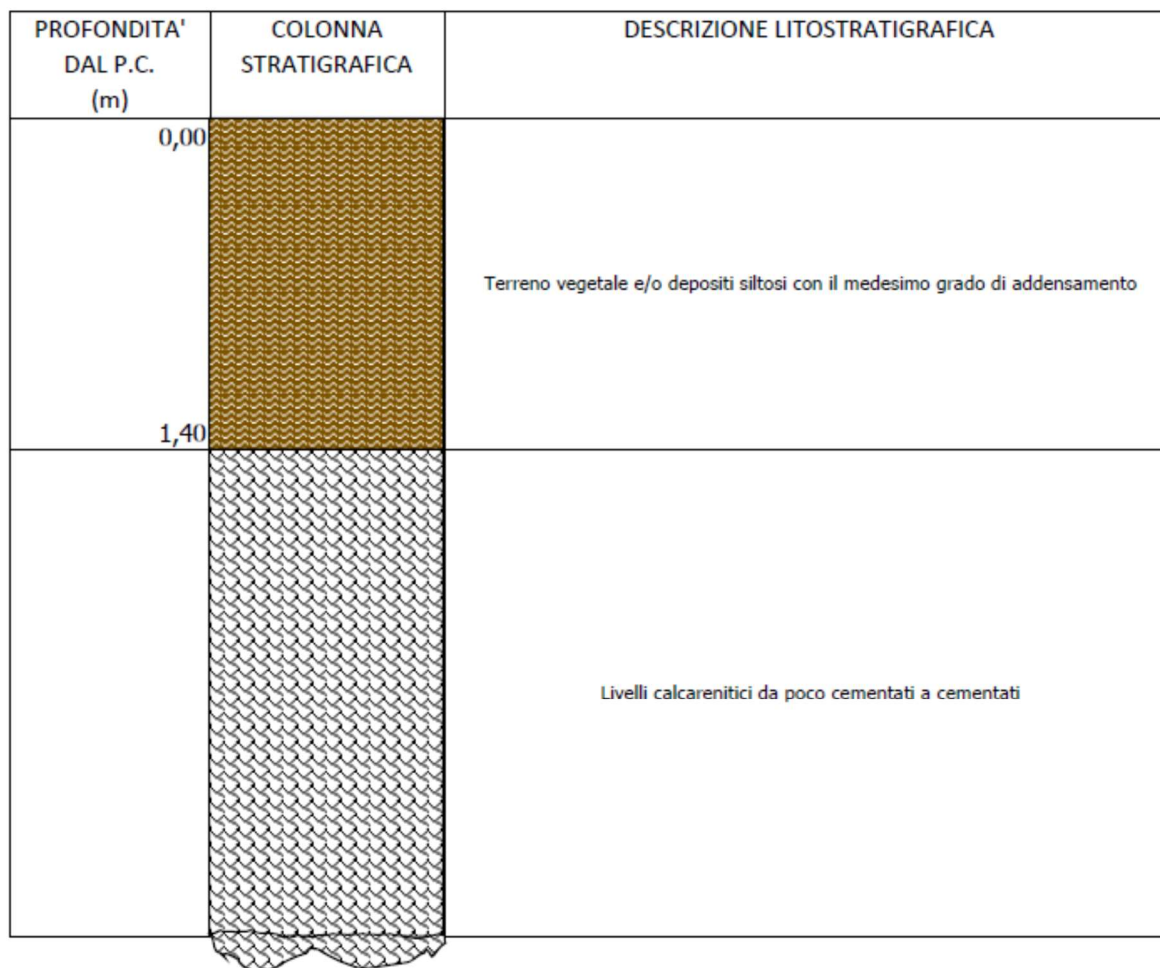 PROFONDITA'
DAL P.C.
(m)
COLONNA
STRATIGRAFICA
DESCRIZIONE LITOSTRATIGRAFICA
0,00
Terreno vegetale e/o depositi siltosi con il medesimo grado di addensamento
1,40
Livelli calcarenitici da poco cementati a cementati